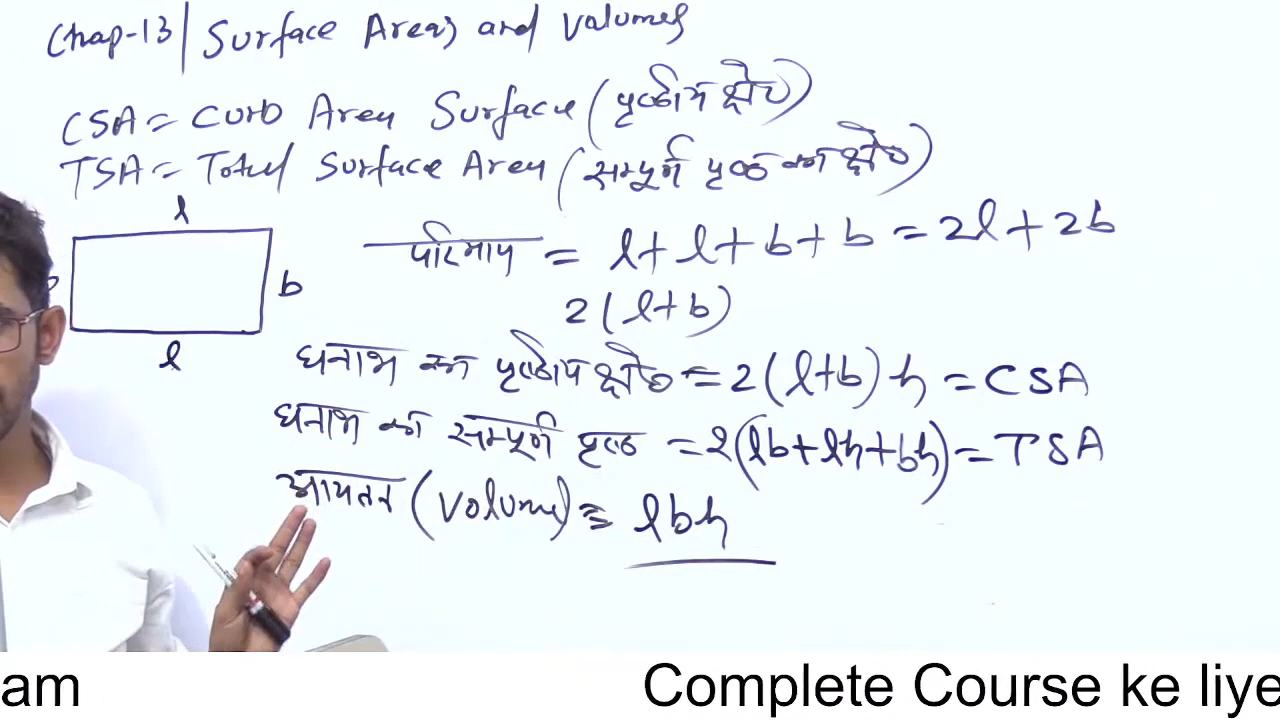 Chap-13 | Surface Areas and Volumes
CSA = Curb Area Surface (पृष्ठीय क्षेत्र)
TSA = Total Surface Area (सम्पूर्ण पृष्ठ का क्षेत्र)
l
परिमाप = l + l + b + b = 2l + 2b
b
2(l+b)
l
घनाभ का पृष्ठीय क्षेत्र = 2(l+b)h = CSA
घनाभ का सम्पूर्ण पृष्ठ = 2(lb+lh+bh) = TSA
आयतन (Volume) = lbh
am Complete Course ke liye